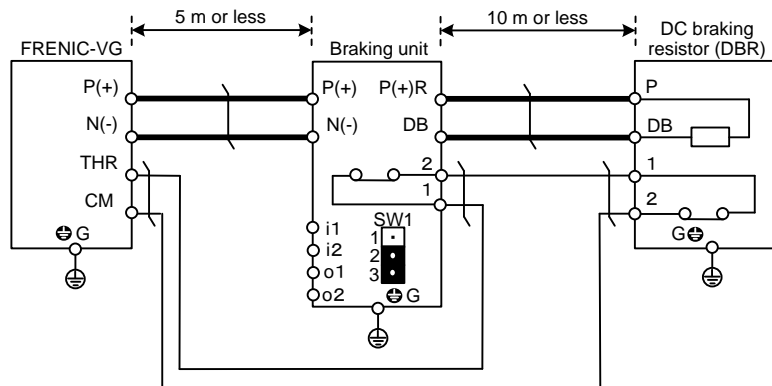 5 m or less
10 m or less
FRENIC-VG
Braking unit
DC braking
resistor (DBR)
P(+)
N(-)
THR
CM
G
P(+)
N(-)
P(+)R
DB
2
1
i1
i2
o1
o2
SW1
1
2
3
G
P
DB
1
2
G